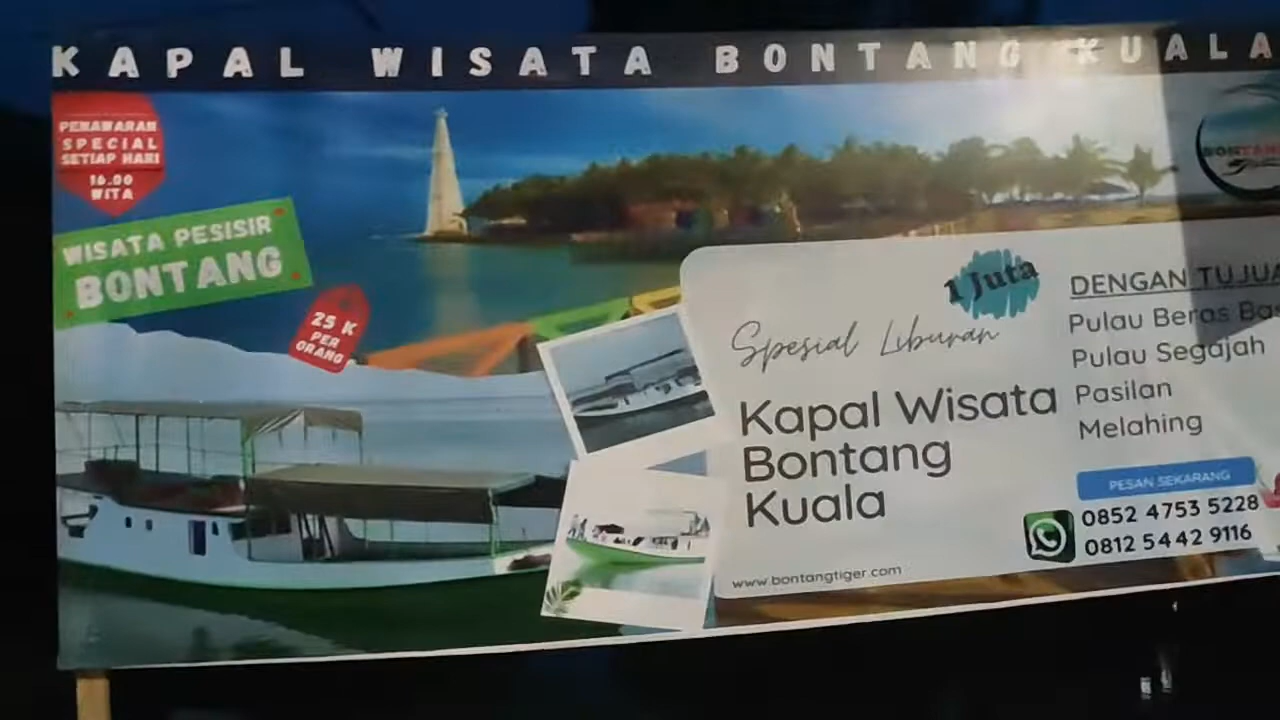 KAPAL WISATA BONTANG KUALA
PENAWARAN
SPECIAL
SETIAP HARI
16.00
WITA
WISATA PESISIR
BONTANG
25 K
PER
ORANG
1 Juta
Spesial Liburan
Kapal Wisata
Bontang
Kuala
www.bontangtiger.com
DENGAN TUJUA
Pulau Beras Bas
Pulau Segajah
Pasilan
Melahing
PESAN SEKARANG
0852 4753 5228
0812 5442 9116